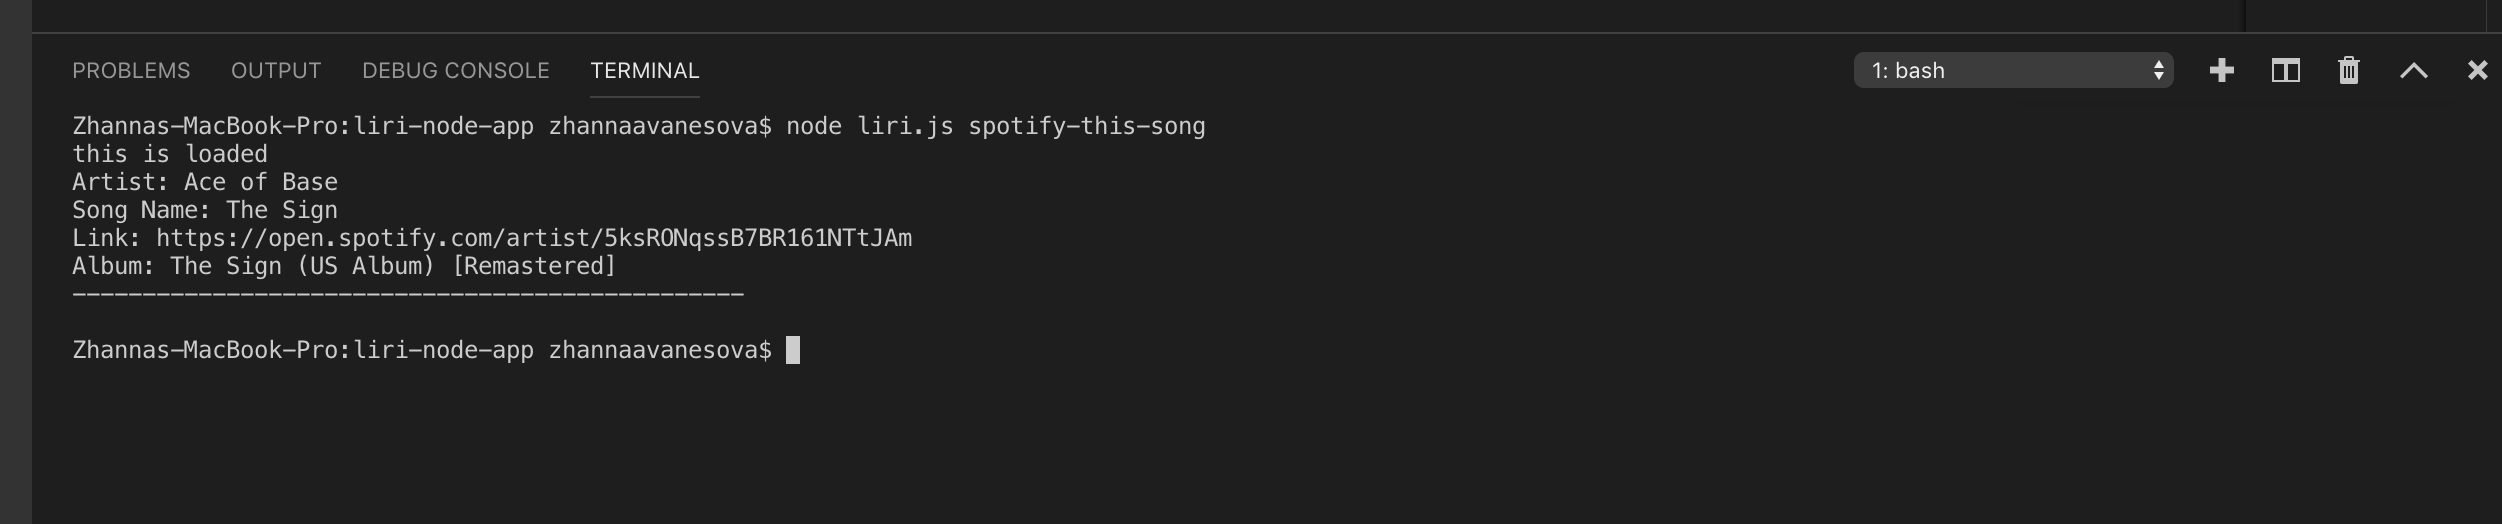 PROBLEMS OUTPUT DEBUG CONSOLE TERMINAL 1: bash
Zhannas-MacBook-Pro:liri-node-app zhannaavanesova$ node liri.js spotify-this-song
this is loaded
Artist: Ace of Base
Song Name: The Sign
Link: https://open.spotify.com/artist/5ksRONqssB7BR161NTtJAm
Album: The Sign (US Album) [Remastered]
------------------------------------------------
Zhannas-MacBook-Pro:liri-node-app zhannaavanesova$